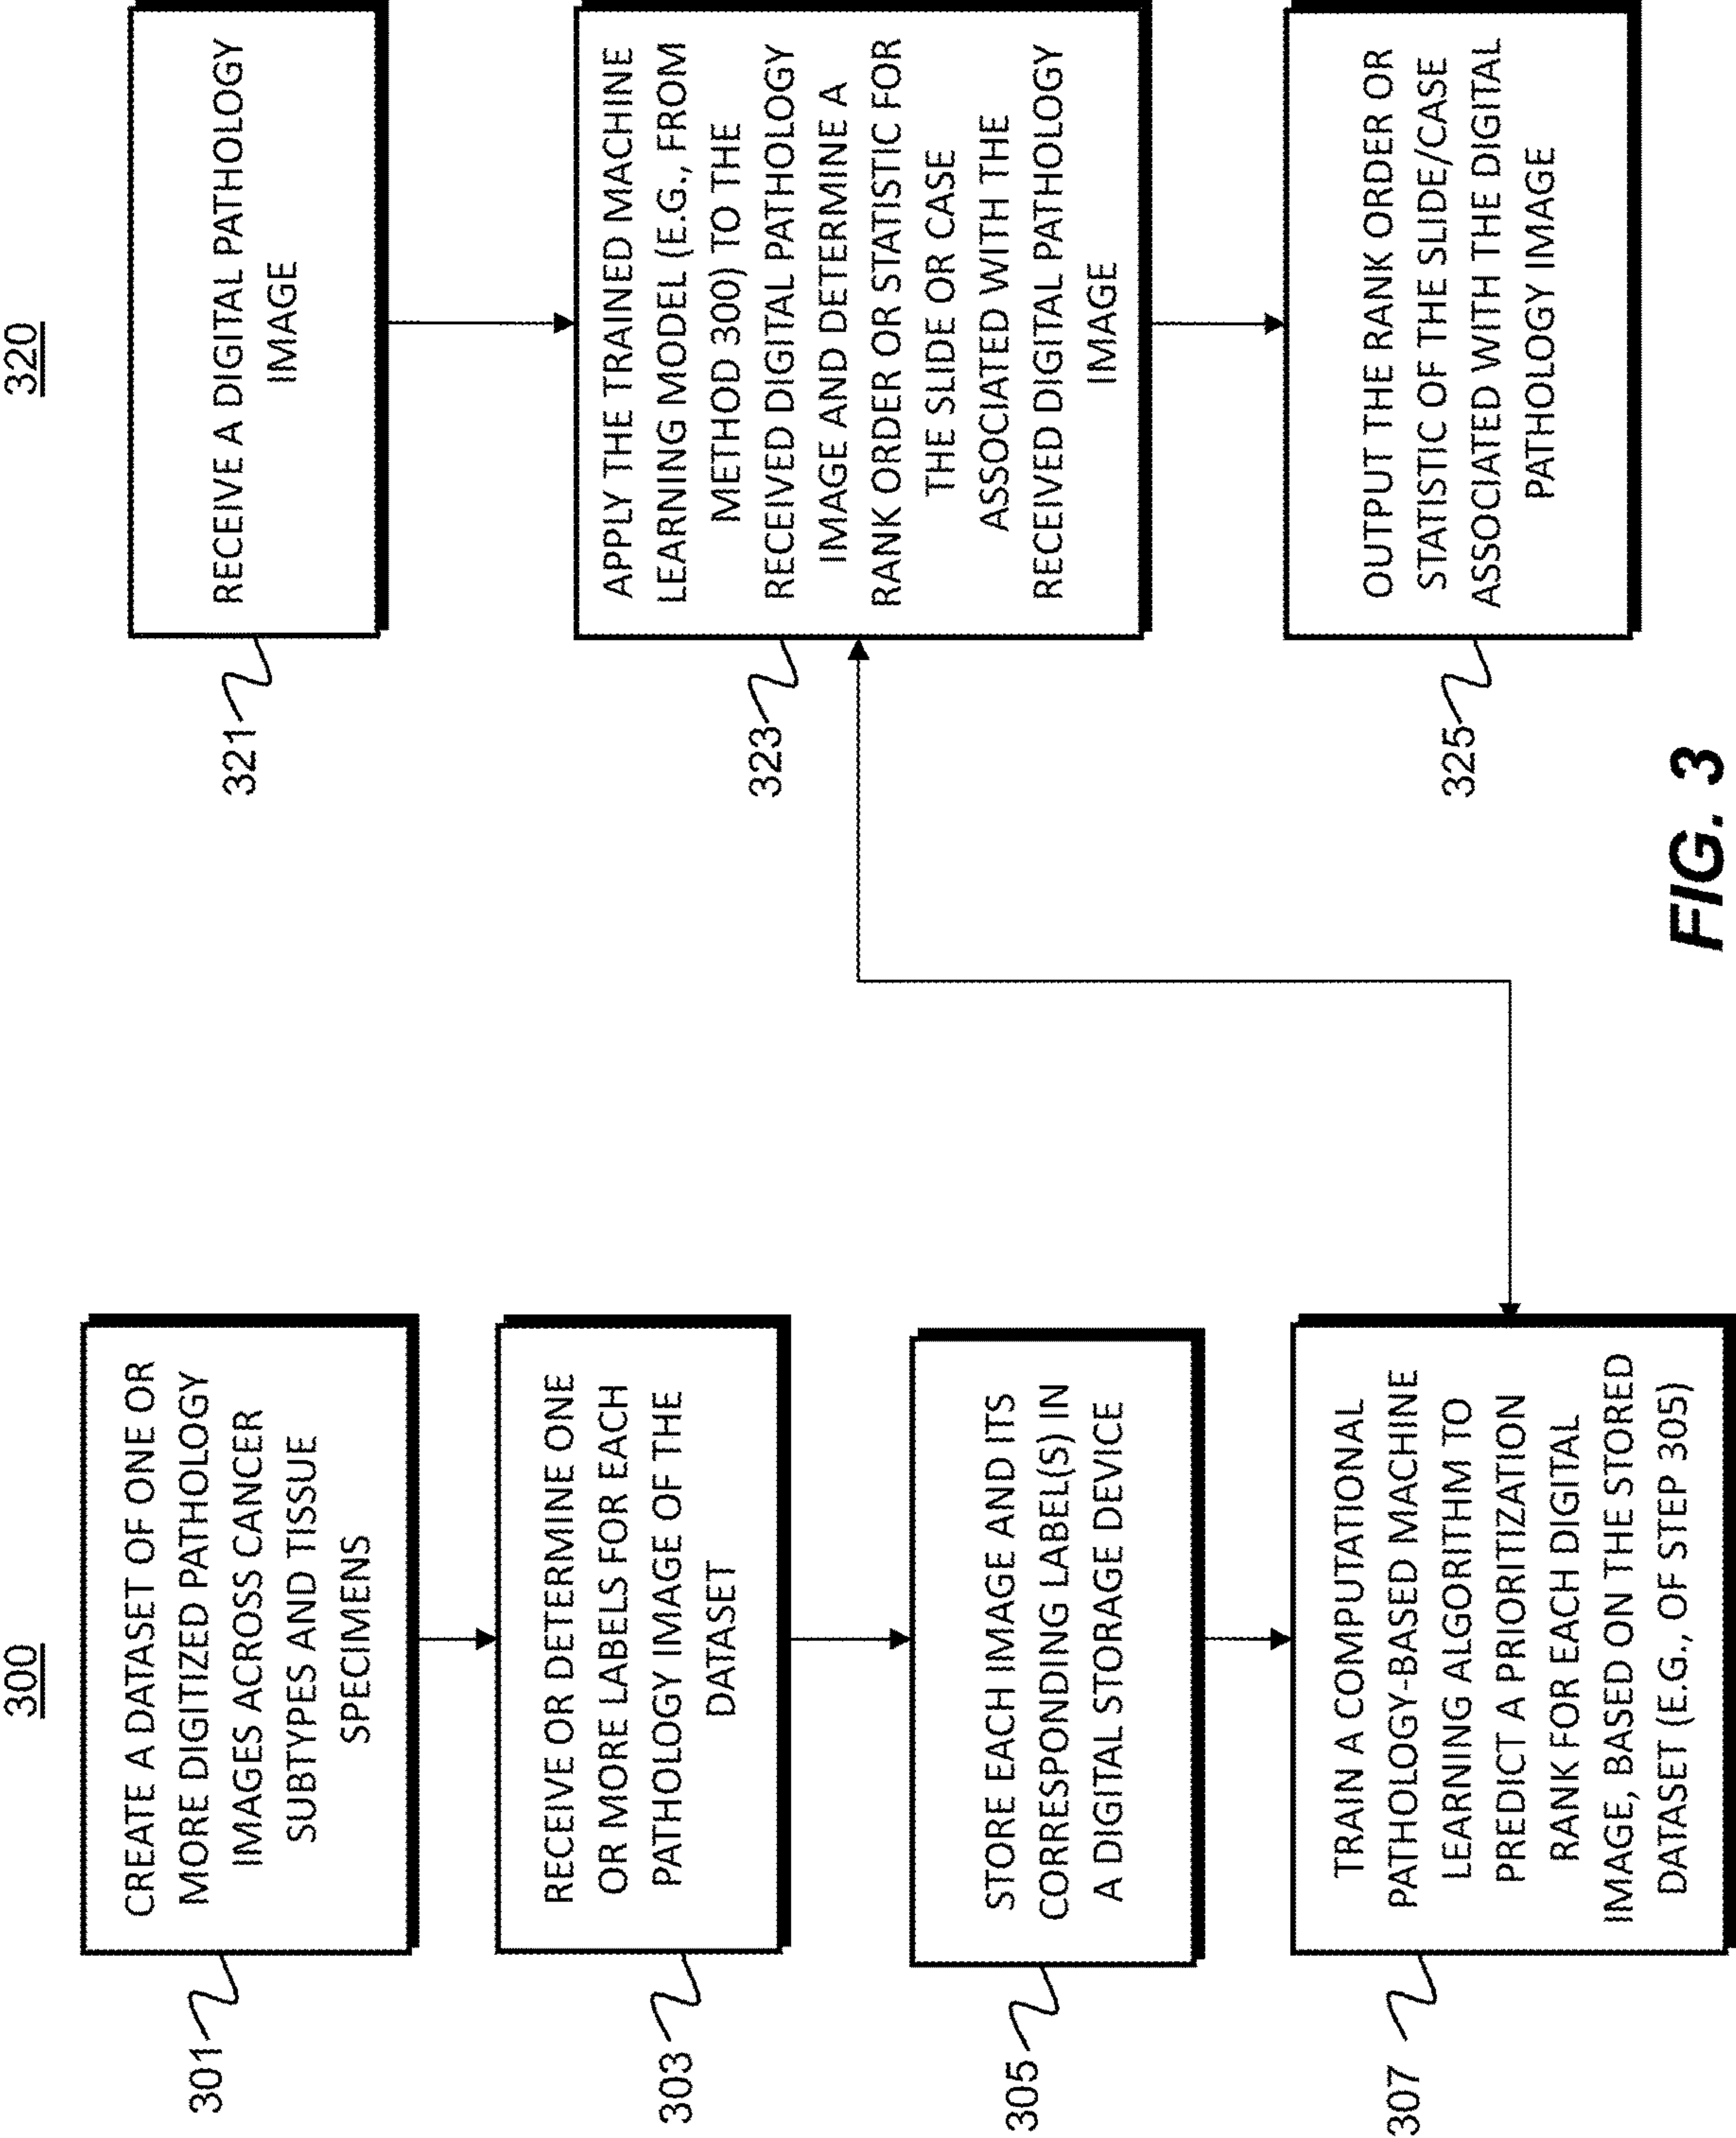 300
301
CREATE A DATASET OF ONE OR
MORE DIGITIZED PATHOLOGY
IMAGES ACROSS CANCER
SUBTYPES AND TISSUE
SPECIMENS
303
RECEIVE OR DETERMINE ONE
OR MORE LABELS FOR EACH
PATHOLOGY IMAGE OF THE
DATASET
305
STORE EACH IMAGE AND ITS
CORRESPONDING LABEL(S) IN
A DIGITAL STORAGE DEVICE
307
TRAIN A COMPUTATIONAL
PATHOLOGY-BASED MACHINE
LEARNING ALGORITHM TO
PREDICT A PRIORITIZATION
RANK FOR EACH DIGITAL
IMAGE, BASED ON THE STORED
DATASET (E.G., OF STEP 305)
320
321
RECEIVE A DIGITAL PATHOLOGY
IMAGE
323
APPLY THE TRAINED MACHINE
LEARNING MODEL (E.G., FROM
METHOD 300) TO THE
RECEIVED DIGITAL PATHOLOGY
IMAGE AND DETERMINE A
RANK ORDER OR STATISTIC FOR
THE SLIDE OR CASE
ASSOCIATED WITH THE
RECEIVED DIGITAL PATHOLOGY
IMAGE
325
OUTPUT THE RANK ORDER OR
STATISTIC OF THE SLIDE/CASE
ASSOCIATED WITH THE DIGITAL
PATHOLOGY IMAGE
FIG. 3